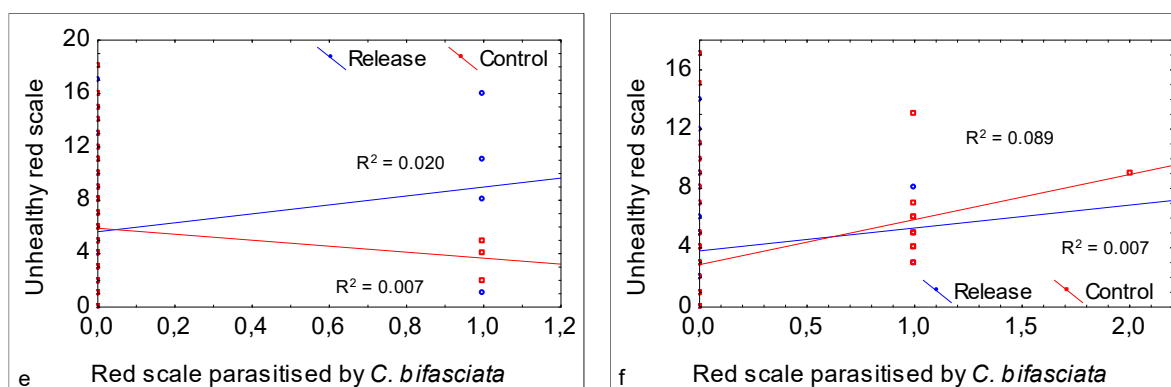 20
Release
Control
16
Unhealthy red scale
12
R² = 0.020
8
4
R² = 0.007
0
0,0 0,2 0,4 0,6 0,8 1,0 1,2
e Red scale parasitised by C. bifasciata
16
Unhealthy red scale
R² = 0.089
12
8
4
R² = 0.007
Release
Control
0
0,0 0,5 1,0 1,5 2,0
f Red scale parasitised by C. bifasciata